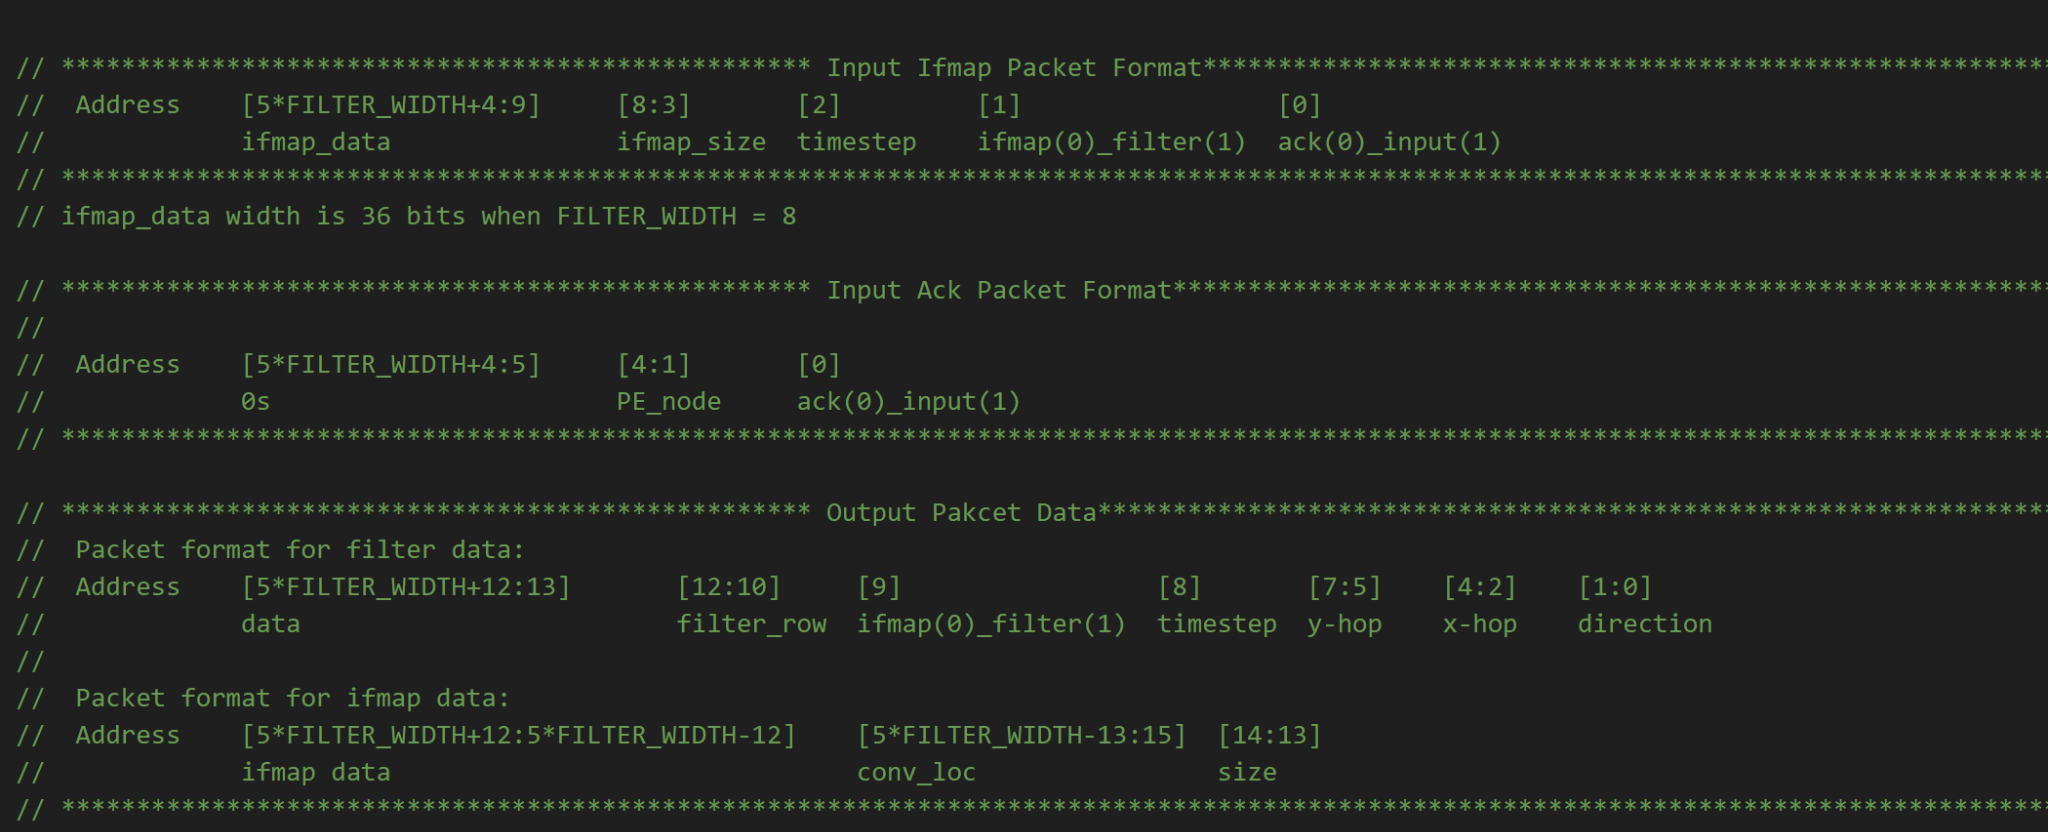 // ************************************************** Input Ifmap Packet Format*********************************************************
//  Address    [5*FILTER_WIDTH+4:9]     [8:3]       [2]         [1]                 [0]
//             ifmap_data               ifmap_size  timestep    ifmap(0)_filter(1)  ack(0)_input(1)
// ************************************************************************************************************************************
// ifmap_data width is 36 bits when FILTER_WIDTH = 8
// ************************************************** Input Ack Packet Format***********************************************************
//
//  Address    [5*FILTER_WIDTH+4:5]     [4:1]       [0]
//             0s                       PE_node     ack(0)_input(1)
// ************************************************************************************************************************************
// ************************************************** Output Pakcet Data****************************************************************
//  Packet format for filter data:
//  Address    [5*FILTER_WIDTH+12:13]       [12:10]     [9]                 [8]       [7:5]    [4:2]    [1:0]
//             data                         filter_row  ifmap(0)_filter(1)  timestep  y-hop    x-hop    direction
//
//  Packet format for ifmap data:
//  Address    [5*FILTER_WIDTH+12:5*FILTER_WIDTH-12]    [5*FILTER_WIDTH-13:15]  [14:13]
//             ifmap data                               conv_loc                size
// ************************************************************************************************************************************